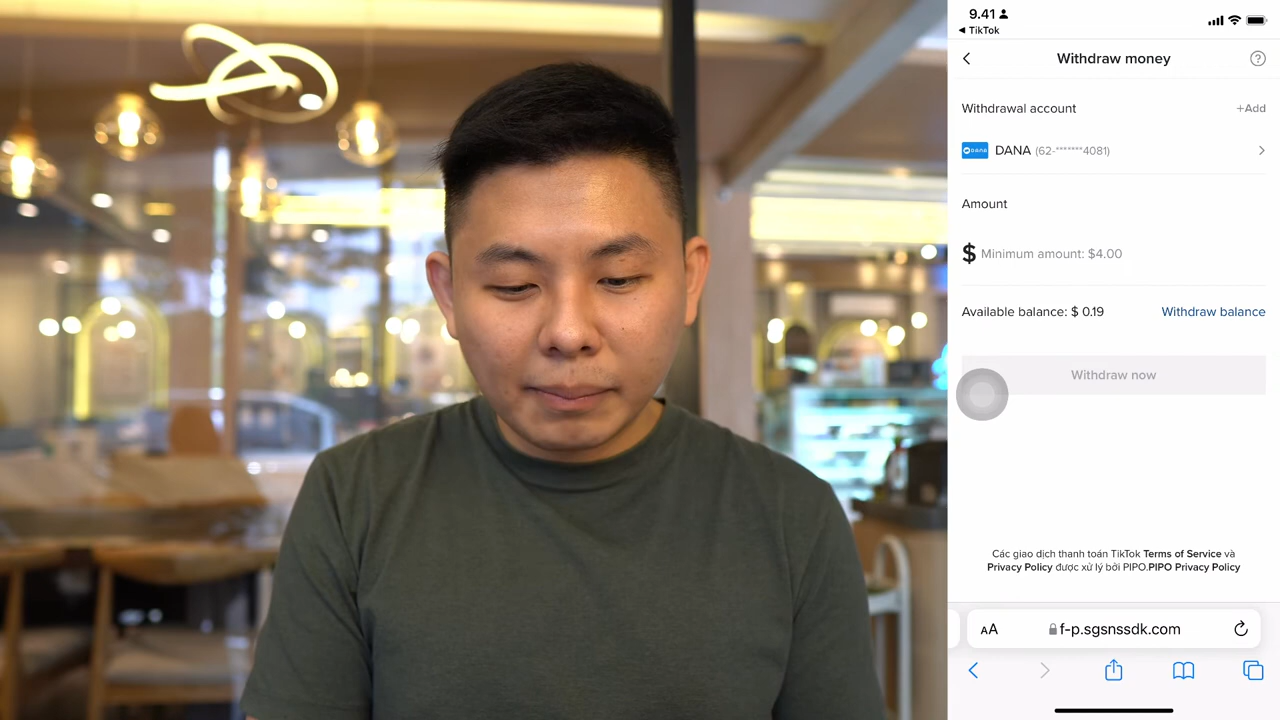 9.41
TikTok
Withdraw money
Withdrawal account
+Add
DANA
DANA (62-*******4081)
Amount
$ Minimum amount: $4.00
Available balance: $ 0.19
Withdraw balance
Withdraw now
Các giao dịch thanh toán TikTok Terms of Service và
Privacy Policy được xử lý bởi PIPO.PIPO Privacy Policy
AA
f-p.sgsnssdk.com